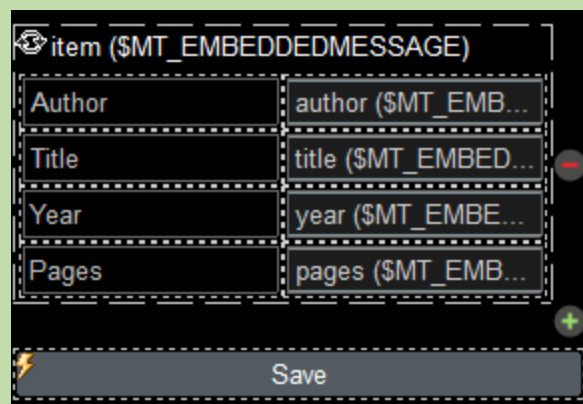 item ($MT_EMBEDDEDMESSAGE)
Author author ($MT_EMB...
Title title ($MT_EMBED...
Year year ($MT_EMBE...
Pages pages ($MT_EMB...
Save